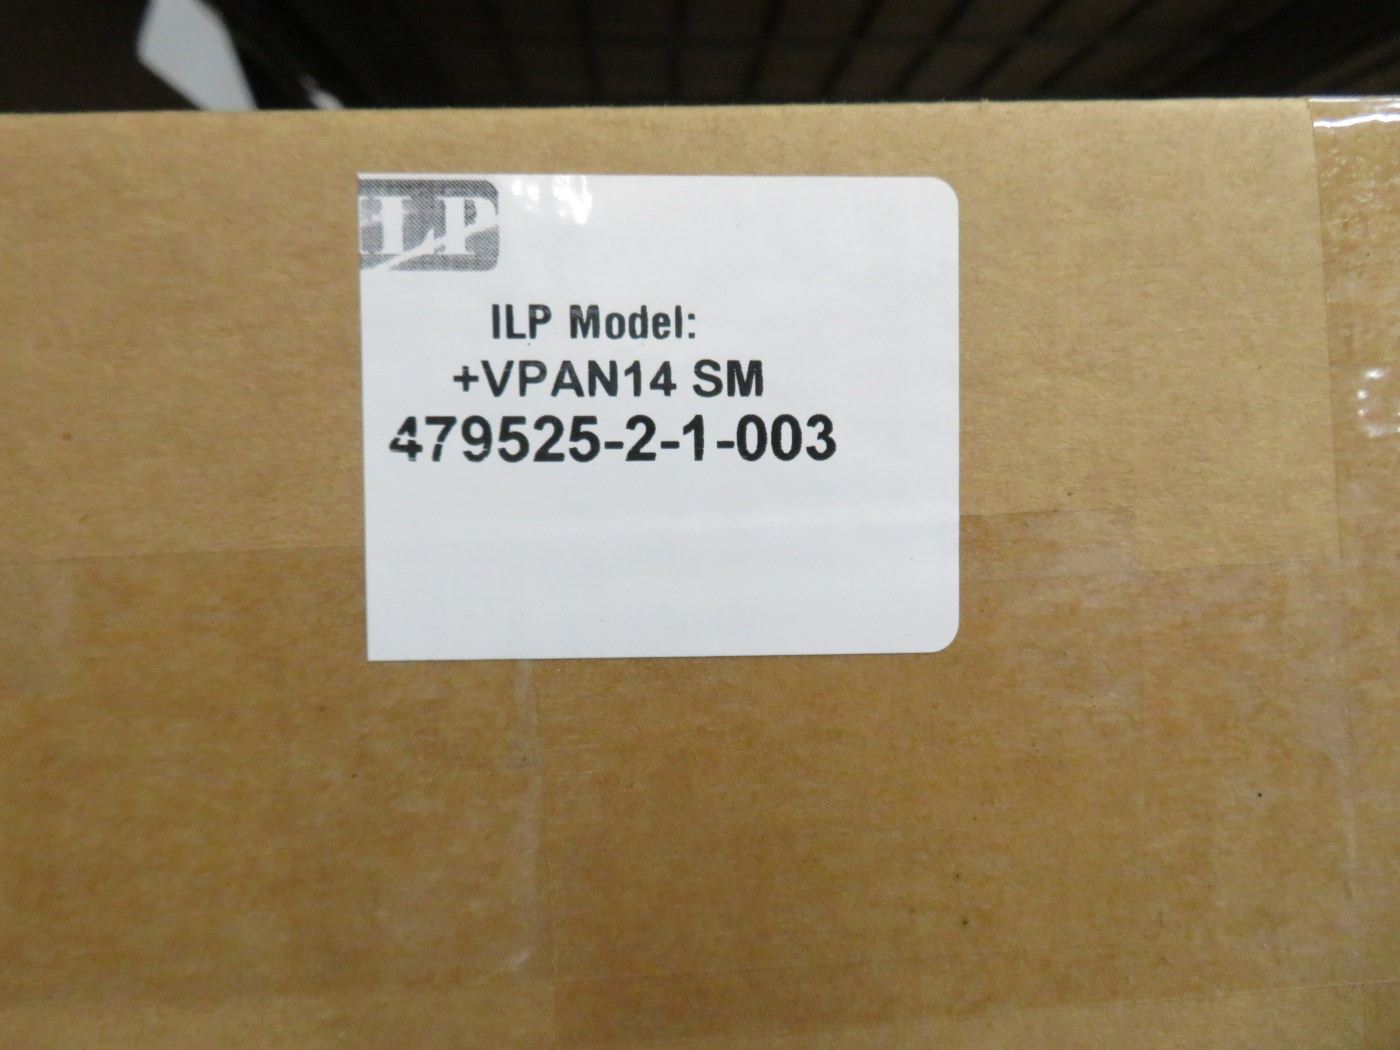 ILP
ILP Model:
+VPAN14 SM
479525-2-1-003